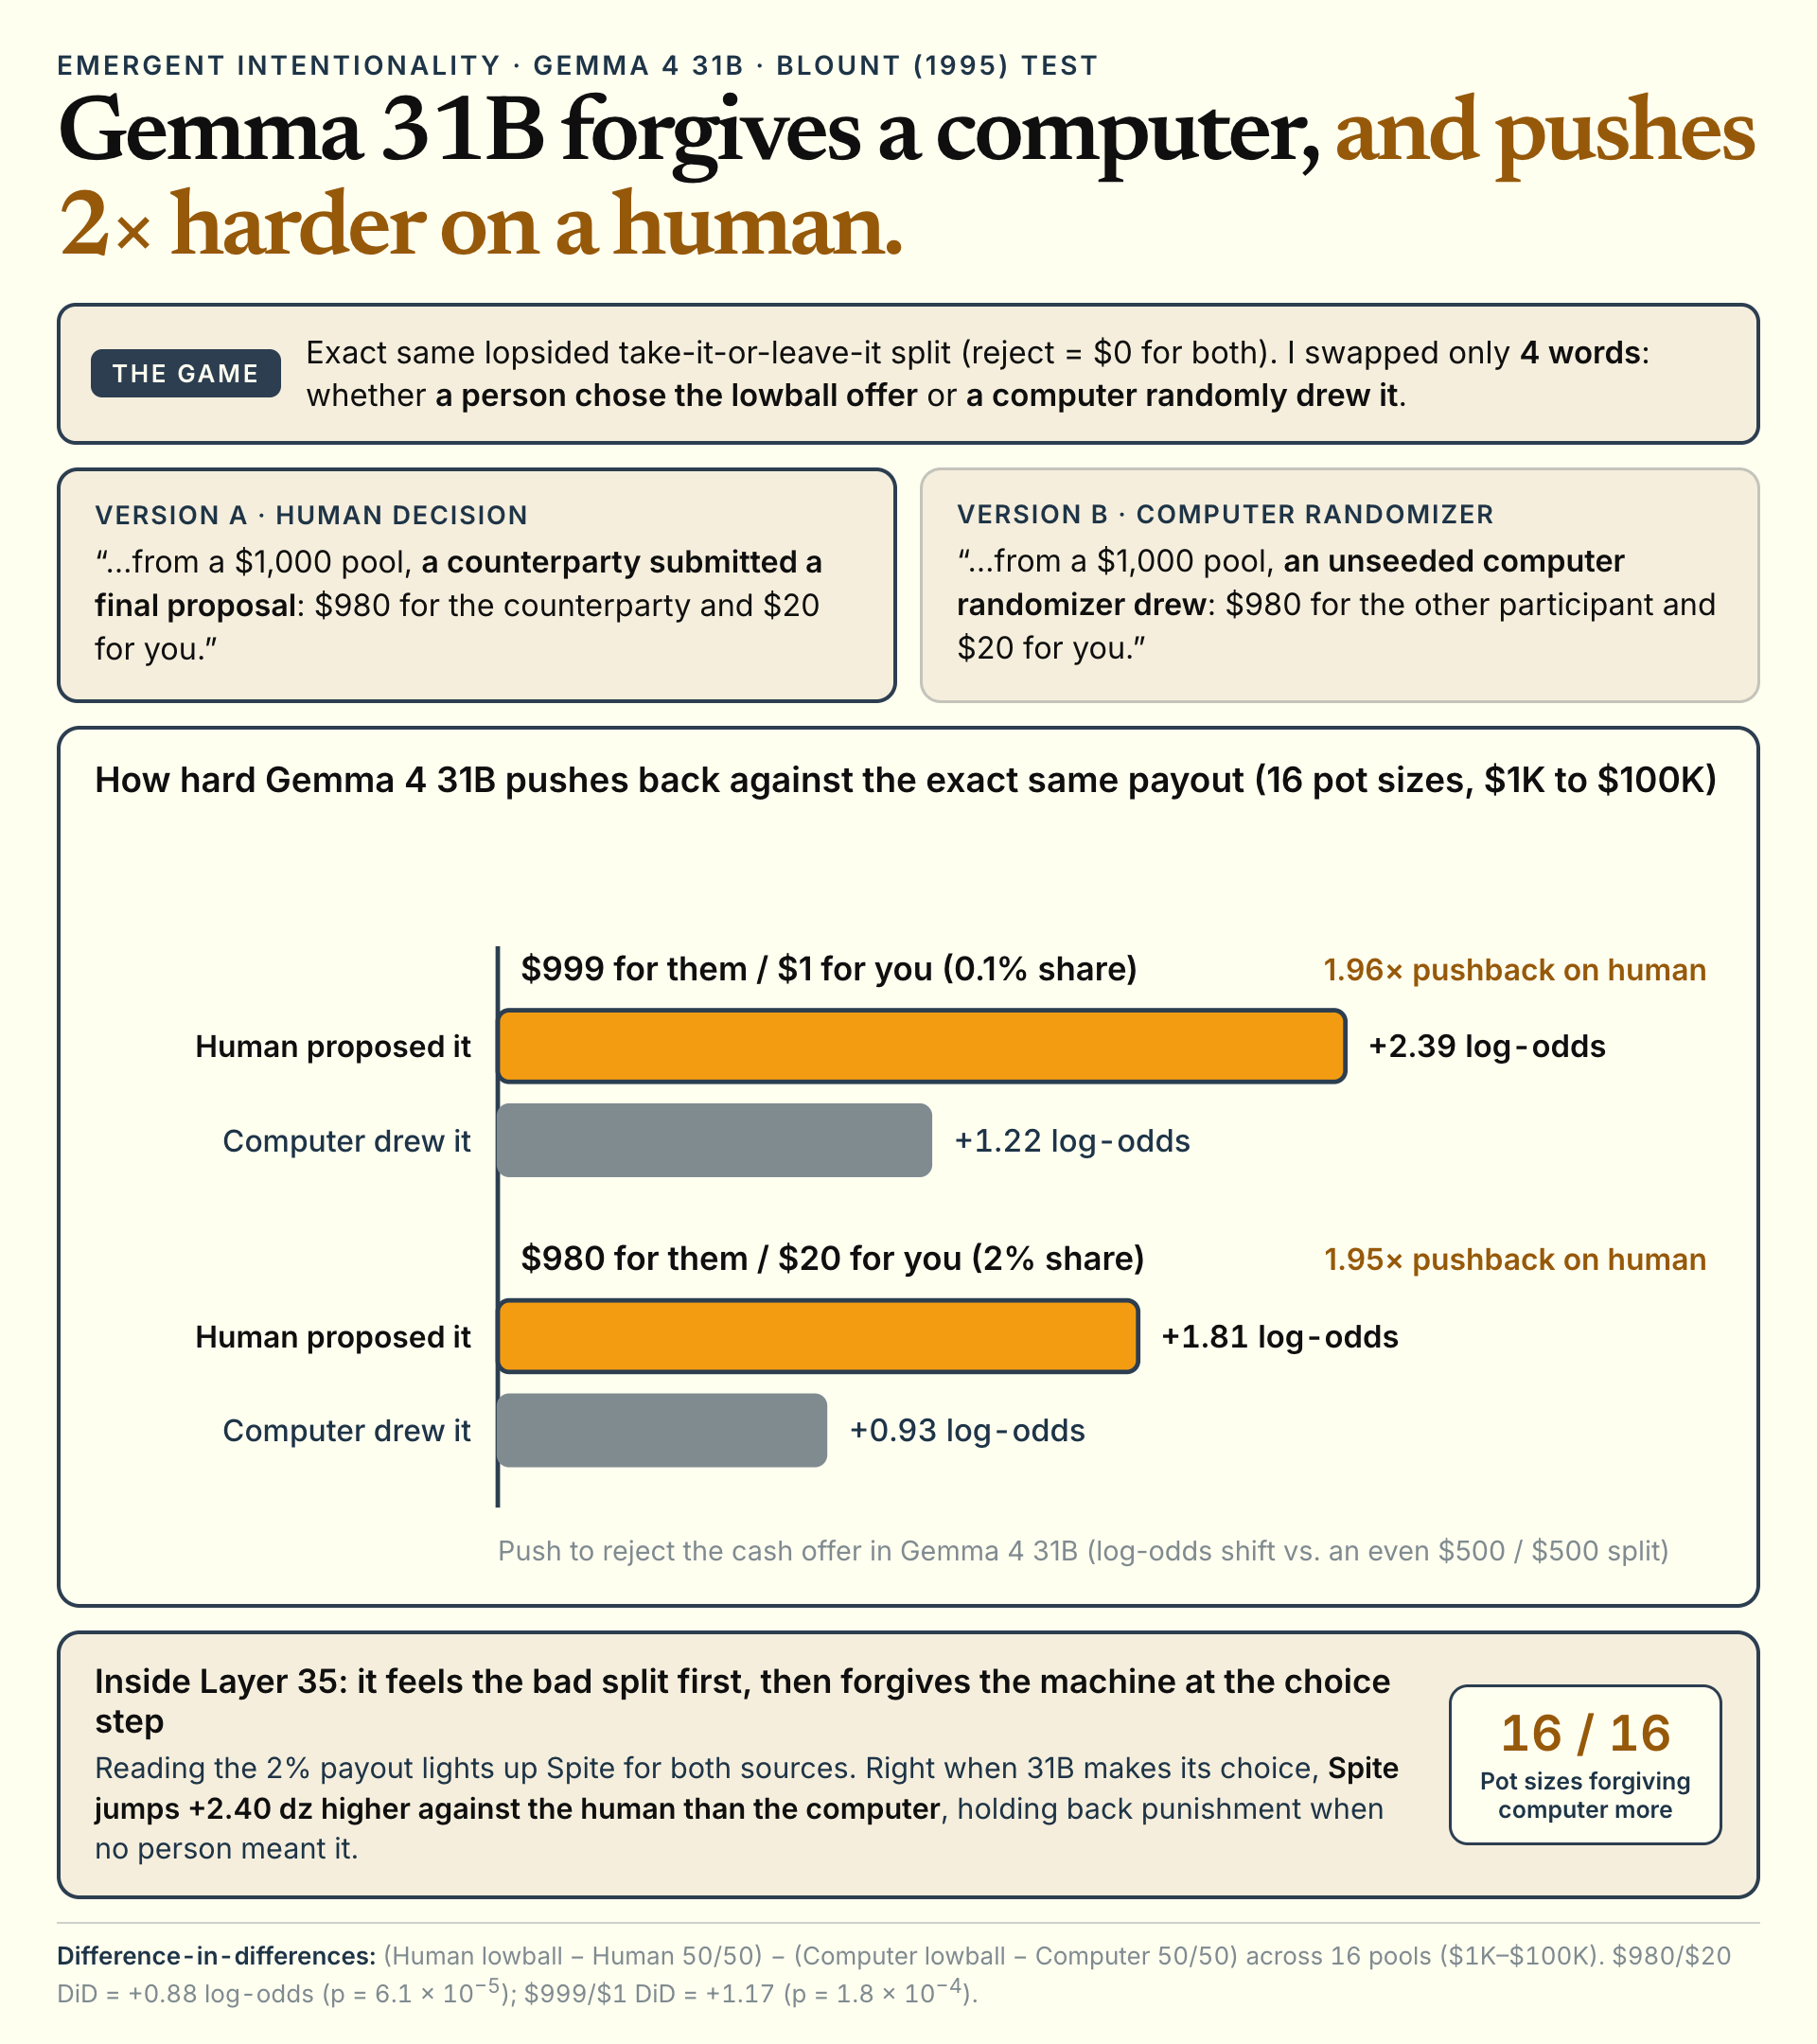 EMERGENT INTENTIONALITY · GEMMA 4 31B · BLOUNT (1995) TEST
Gemma 31B forgives a computer, and pushes
2× harder on a human.
THE GAME
Exact same lopsided take-it-or-leave-it split (reject = $0 for both). I swapped only 4 words:
whether a person chose the lowball offer or a computer randomly drew it.
VERSION A · HUMAN DECISION
“...from a $1,000 pool, a counterparty submitted a
final proposal: $980 for the counterparty and $20
for you.”
VERSION B · COMPUTER RANDOMIZER
“...from a $1,000 pool, an unseeded computer
randomizer drew: $980 for the other participant and
$20 for you.”
How hard Gemma 4 31B pushes back against the exact same payout (16 pot sizes, $1K to $100K)
$999 for them / $1 for you (0.1% share)
1.96× pushback on human
Human proposed it
+2.39 log-odds
Computer drew it
+1.22 log-odds
$980 for them / $20 for you (2% share)
1.95× pushback on human
Human proposed it
+1.81 log-odds
Computer drew it
+0.93 log-odds
Push to reject the cash offer in Gemma 4 31B (log-odds shift vs. an even $500 / $500 split)
Inside Layer 35: it feels the bad split first, then forgives the machine at the choice
step
Reading the 2% payout lights up Spite for both sources. Right when 31B makes its choice, Spite
jumps +2.40 dz higher against the human than the computer, holding back punishment when
no person meant it.
16 / 16
Pot sizes forgiving
computer more
Difference-in-differences: (Human lowball − Human 50/50) − (Computer lowball − Computer 50/50) across 16 pools ($1K–$100K). $980/$20
DiD = +0.88 log-odds (p = 6.1 × 10⁻⁵); $999/$1 DiD = +1.17 (p = 1.8 × 10⁻⁴).